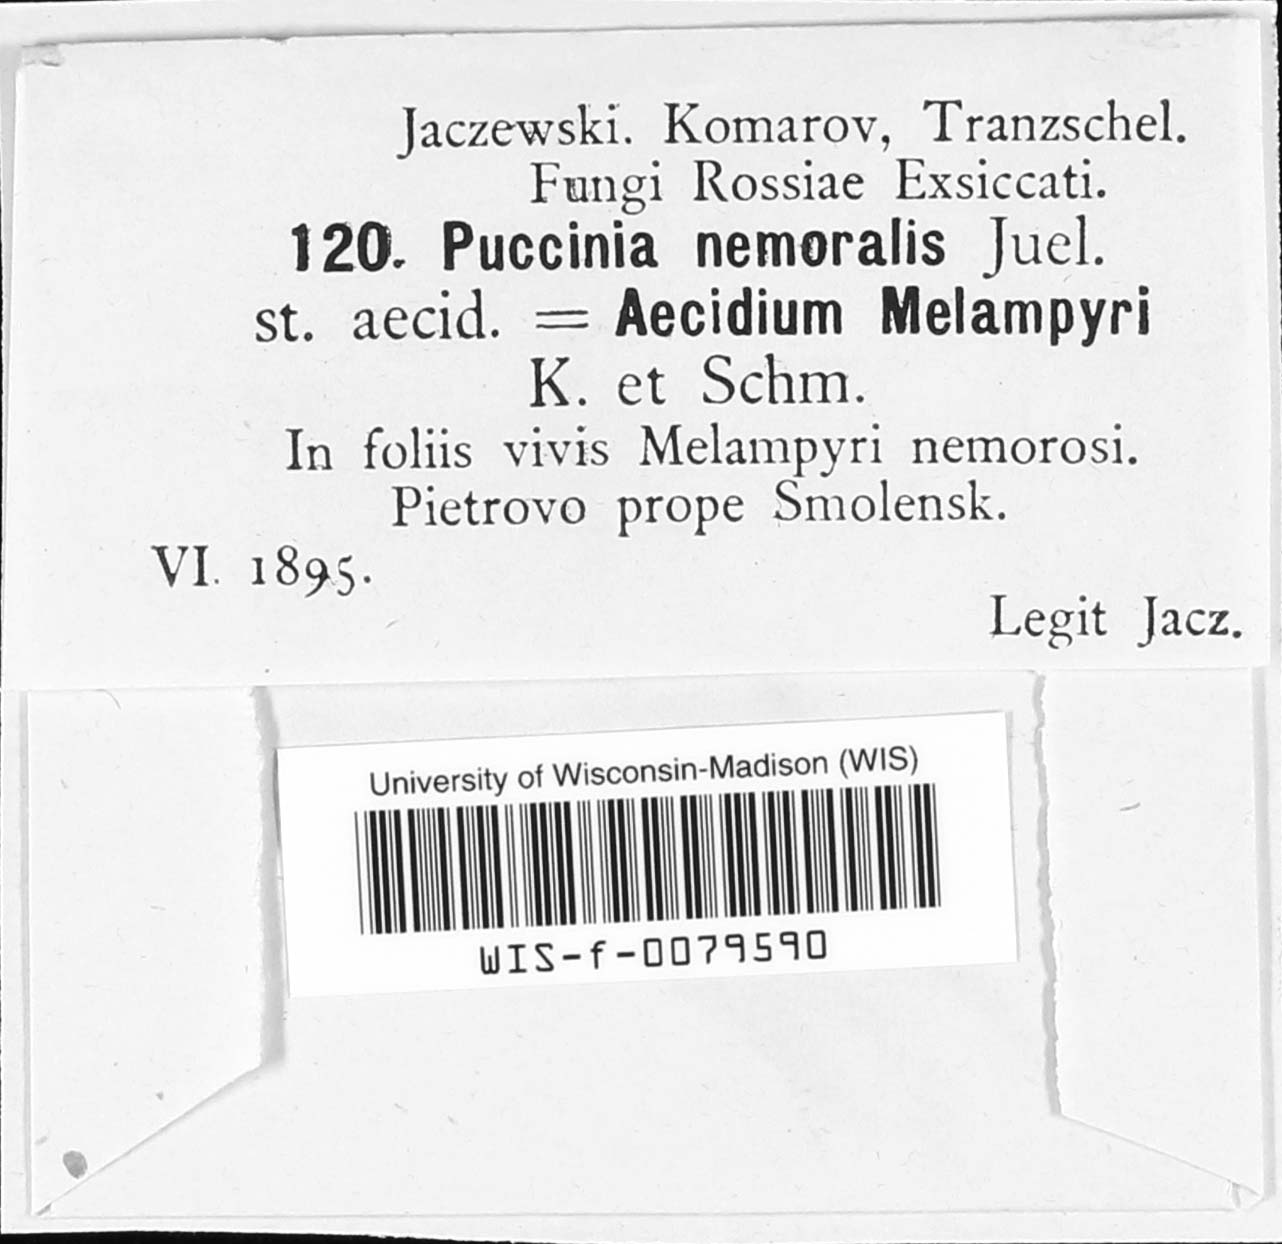 Jaczewski. Komarov, Tranzschel.
Fungi Rossiae Exsiccati.
120. Puccinia nemoralis Juel.
st. aecid. = Aecidium Melampyri
K. et Schm.
In foliis vivis Melampyri nemorosi.
Pietrovo prope Smolensk.
VI. 1895.
Legit Jacz.
University of Wisconsin-Madison (WIS)
WIS-f-0079590